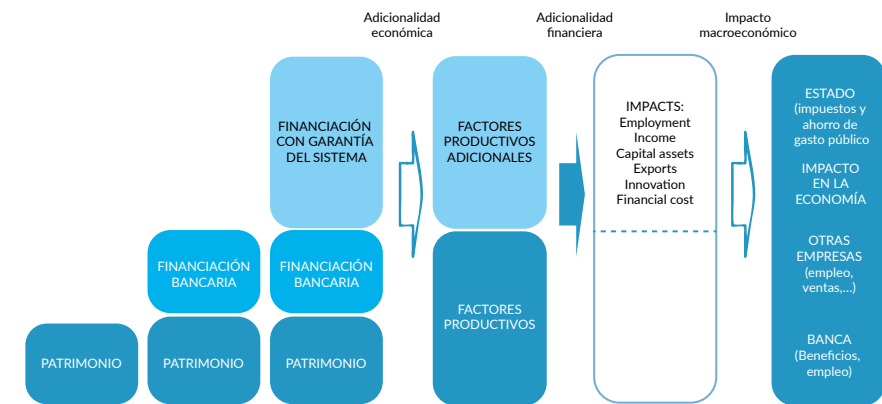 Adicionalidad
económica
Adicionalidad
financiera
Impacto
macroeconómico
FINANCIACIÓN
CON GARANTÍA
DEL SISTEMA
FACTORES
PRODUCTIVOS
ADICIONALES
IMPACTS:
Employment
Income
Capital assets
Exports
Innovation
Financial cost
ESTADO
(impuestos y
ahorro de
gasto público
IMPACTO
EN LA
ECONOMÍA
OTRAS
EMPRESAS
(empleo,
ventas,...)
BANCA
(Beneficios,
empleo)
FINANCIACIÓN
BANCARIA
FINANCIACIÓN
BANCARIA
FACTORES
PRODUCTIVOS
PATRIMONIO
PATRIMONIO
PATRIMONIO